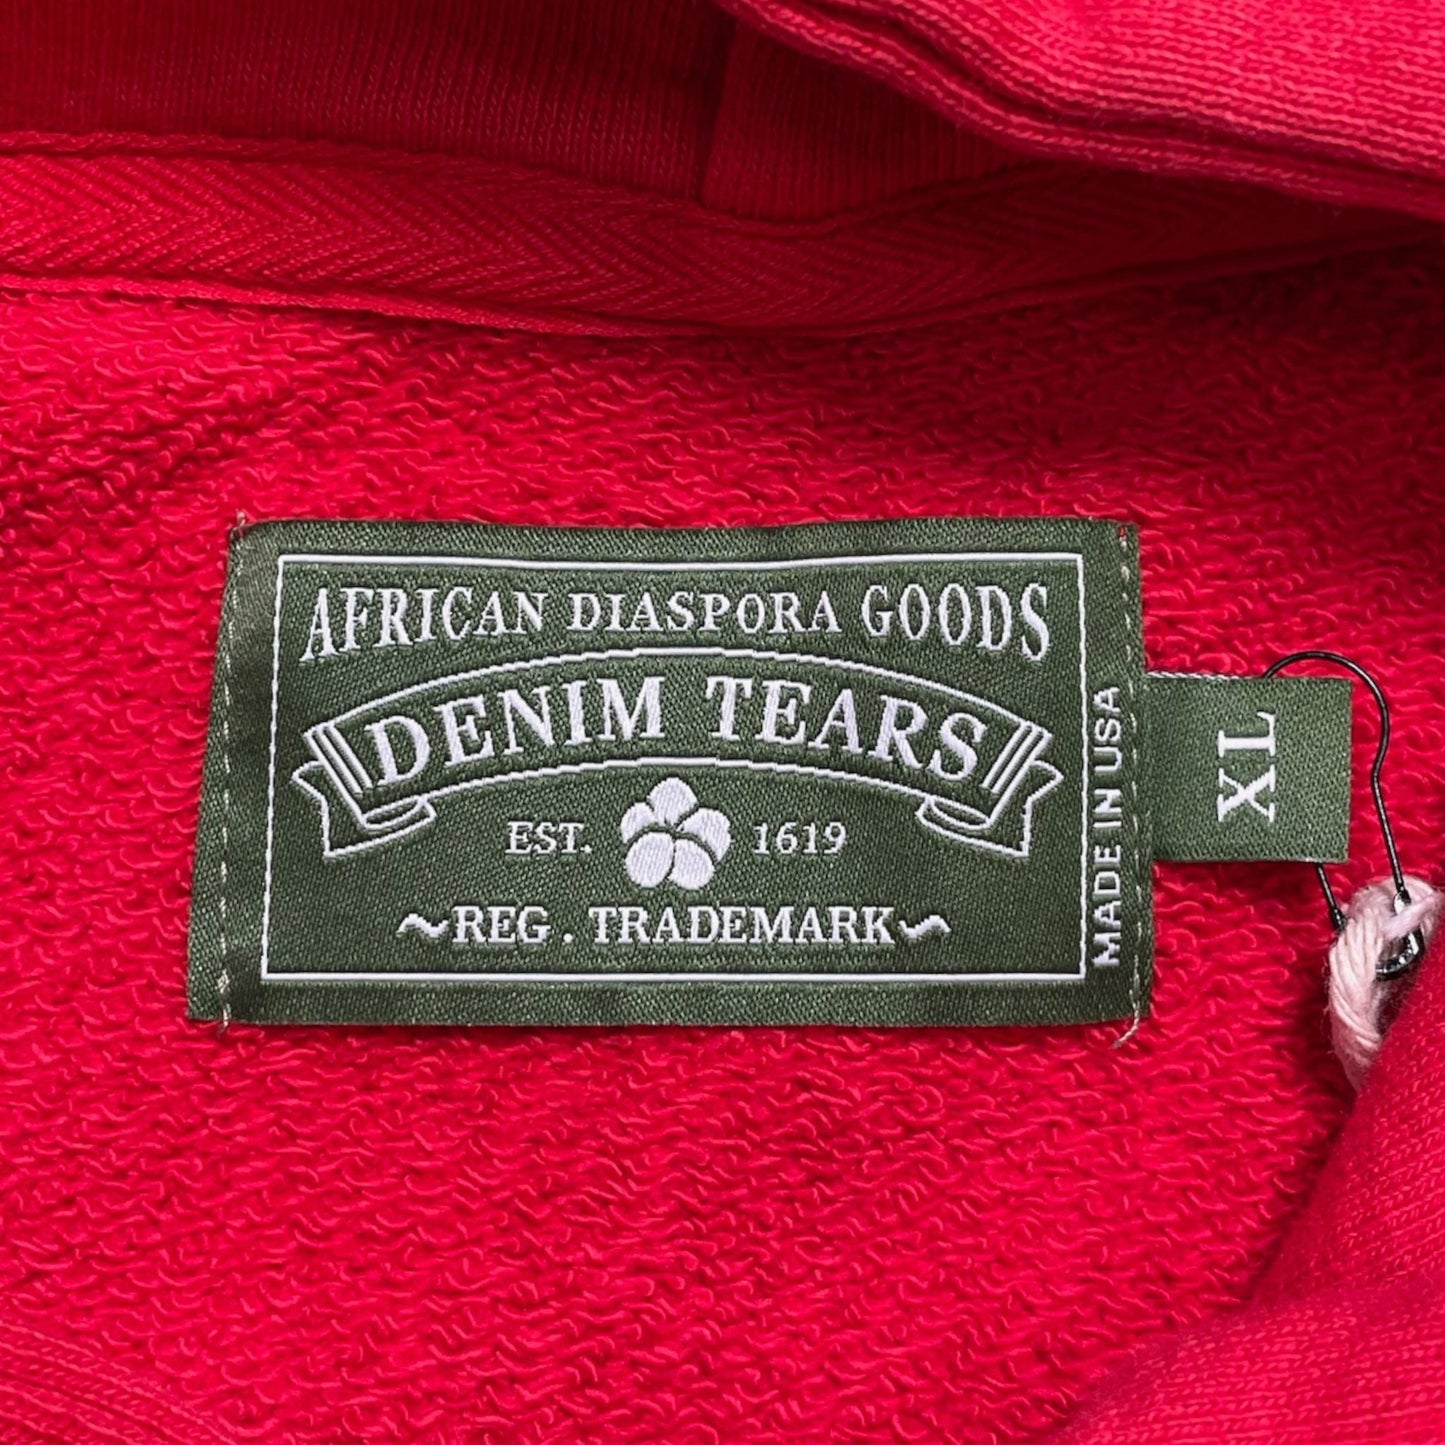 AFRICAN DIASPORA GOODS
DENIM TEARS
EST. 1619
~REG. TRADEMARK~
MADE IN USA
XL